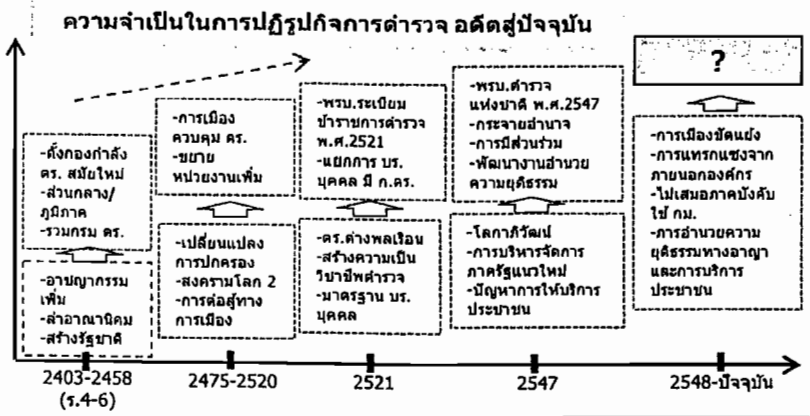 ความจำเป็นในการปฏิรูปกิจการตำรวจ อดีตสู่ปัจจุบัน
-ตั้งกองกำลัง
ตร. สมัยใหม่
-ส่วนกลาง/
ภูมิภาค
-รวมกรม ตร.
-อาชญากรรม
เพิ่ม
-ล่าอาณานิคม
-สร้างรัฐชาติ
2403-2458
(ร.4-6)
-การเมือง
ควบคุม ตร.
-ขยาย
หน่วยงานเพิ่ม
-เปลี่ยนแปลง
การปกครอง
-สงครามโลก 2
-การต่อสู้ทาง
การเมือง
2475-2520
-พรบ.ระเบียบ
ข้าราชการตำรวจ
พ.ศ.2521
-แยกการ บร.
บุคคล มี ก.ตร.
-ตร.ต่างพลเรือน
-สร้างความเป็น
วิชาชีพตำรวจ
-มาตรฐาน บร.
บุคคล
2521
-พรบ.ตำรวจ
แห่งชาติ พ.ศ.2547
-กระจายอำนาจ
-การมีส่วนร่วม
-พัฒนางานอำนวย
ความยุติธรรม
-โลกาภิวัฒน์
-การบริหารจัดการ
ภาครัฐแนวใหม่
-ปัญหาการให้บริการ
ประชาชน
2547
?
-การเมืองขัดแย้ง
-การแทรกแซงจาก
ภายนอกองค์กร
-ไม่เสมอภาคบังคับ
ใช้ กม.
-การอำนวยความ
ยุติธรรมทางอาญา
และการบริการ
ประชาชน
2548-ปัจจุบัน